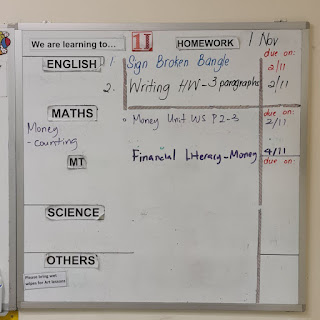 We are learning to... 1J HOMEWORK 1 Nov
due on:
ENGLISH 1. Sign Broken Bangle 2/11
2. Writing HW-3 paragraphs 2/11
MATHS due on:
Money Money Unit WS P2-3 2/11
- counting
MT Financial Literary-Money 4/11
due on:
SCIENCE
OTHERS
Please bring wet
wipes for Art lessons